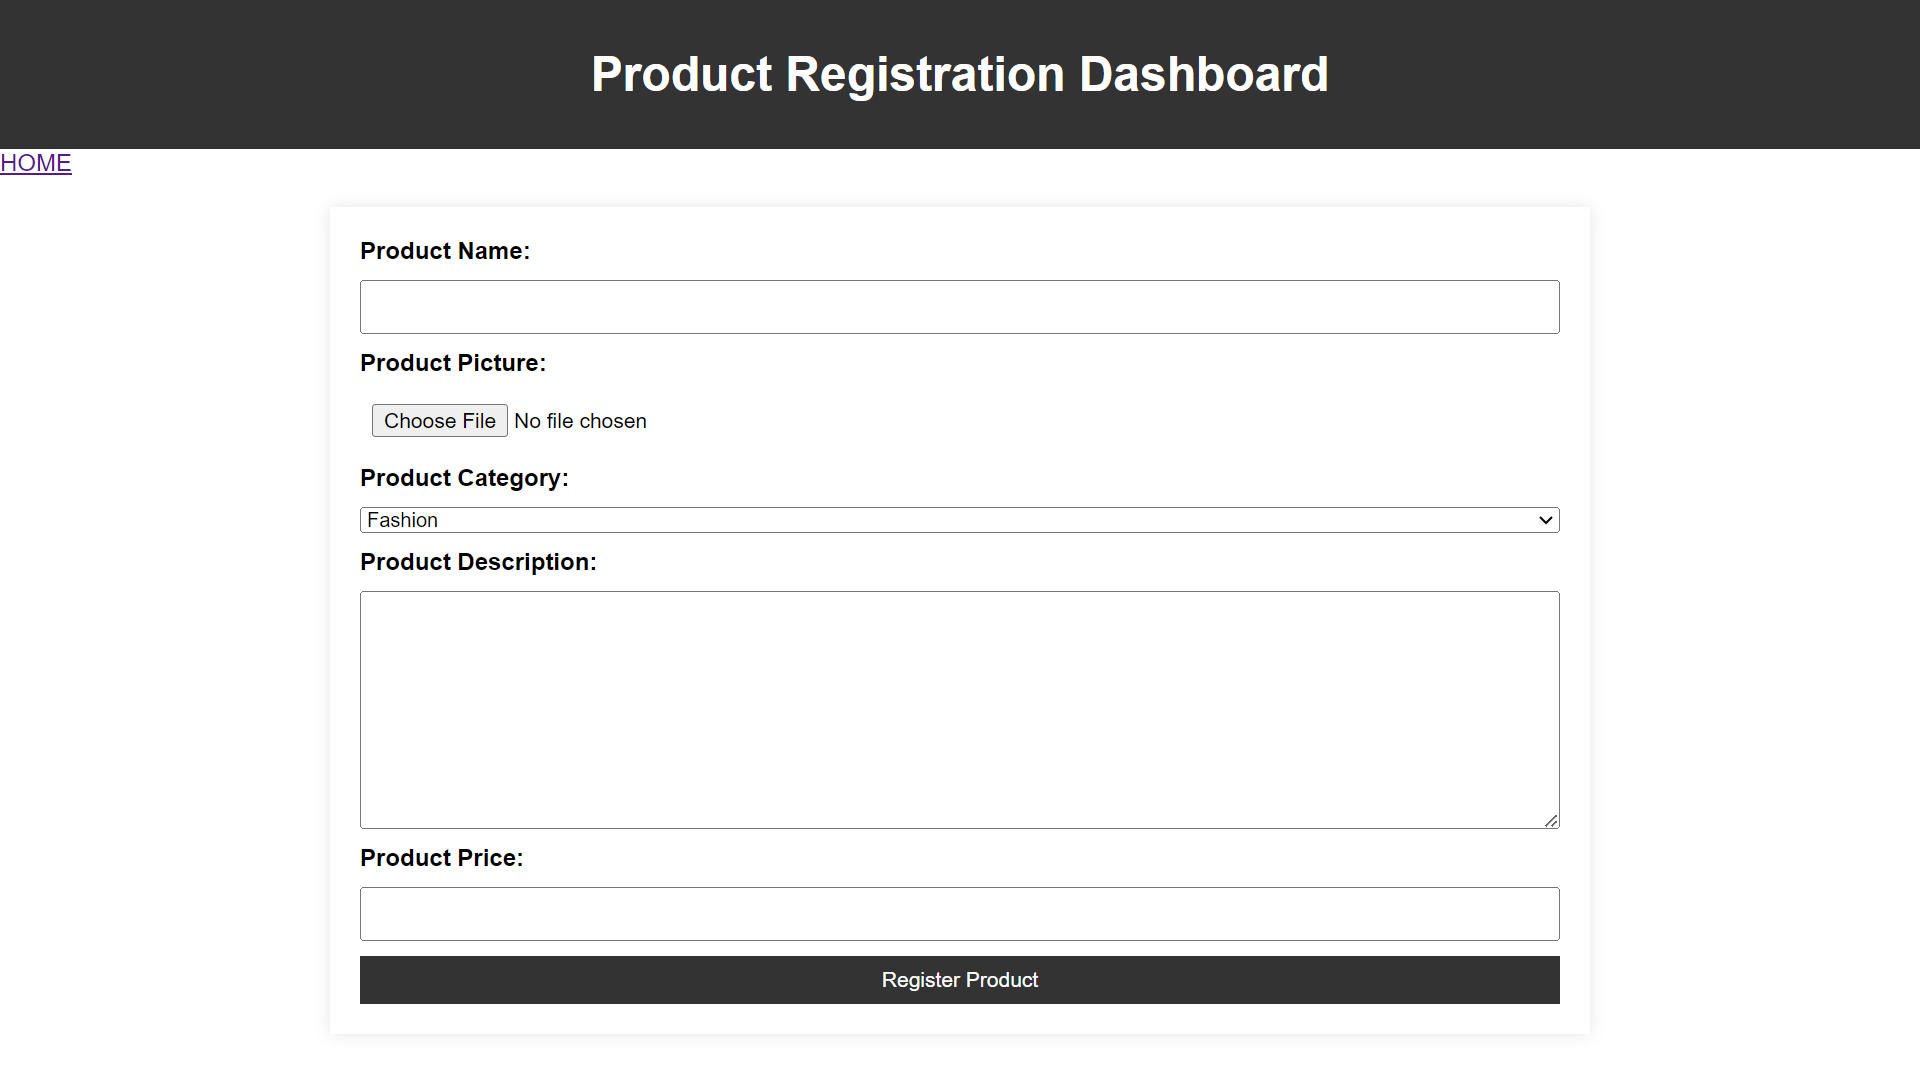 Product Registration Dashboard
HOME
Product Name:
Product Picture:
Choose File No file chosen
Product Category:
Fashion
Product Description:
Product Price:
Register Product